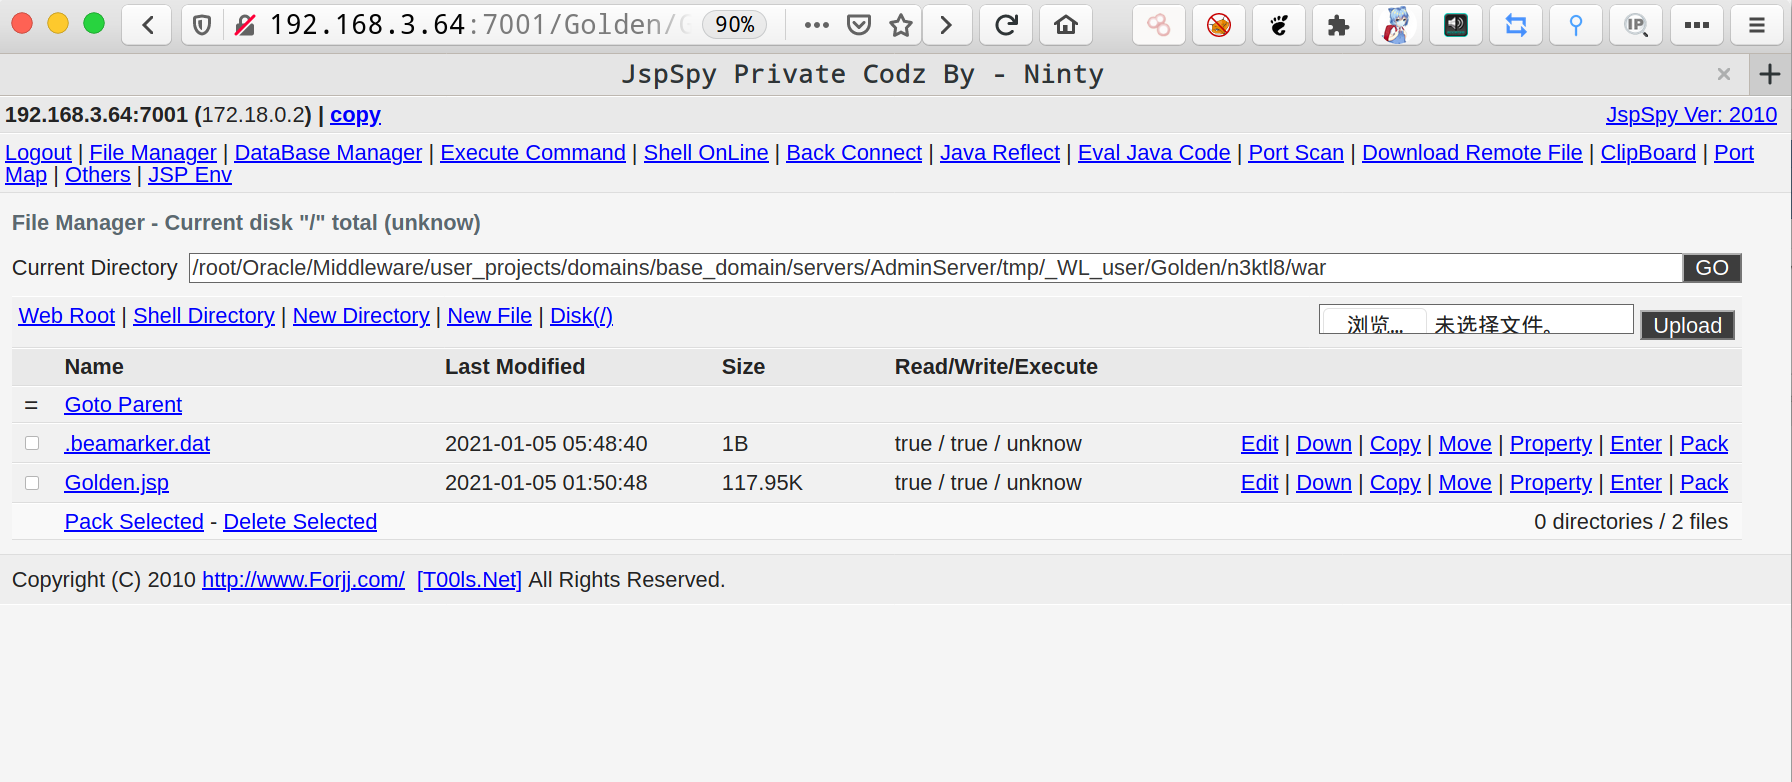 192.168.3.64:7001/Golden/G 90%
IP
JspSpy Private Codz By - Ninty
192.168.3.64:7001 (172.18.0.2) | copy JspSpy Ver: 2010
Logout | File Manager | DataBase Manager | Execute Command | Shell OnLine | Back Connect | Java Reflect | Eval Java Code | Port Scan | Download Remote File | ClipBoard | Port
Map | Others | JSP Env
File Manager - Current disk "/" total (unknow)
Current Directory /root/Oracle/Middleware/user_projects/domains/base_domain/servers/AdminServer/tmp/_WL_user/Golden/n3ktl8/war GO
Web Root | Shell Directory | New Directory | New File | Disk(/) 浏览... 未选择文件。 Upload
Name Last Modified Size Read/Write/Execute
= Goto Parent
.beamarker.dat 2021-01-05 05:48:40 1B true / true / unknow Edit | Down | Copy | Move | Property | Enter | Pack
Golden.jsp 2021-01-05 01:50:48 117.95K true / true / unknow Edit | Down | Copy | Move | Property | Enter | Pack
Pack Selected - Delete Selected 0 directories / 2 files
Copyright (C) 2010 http://www.Forjj.com/ [T00ls.Net] All Rights Reserved.